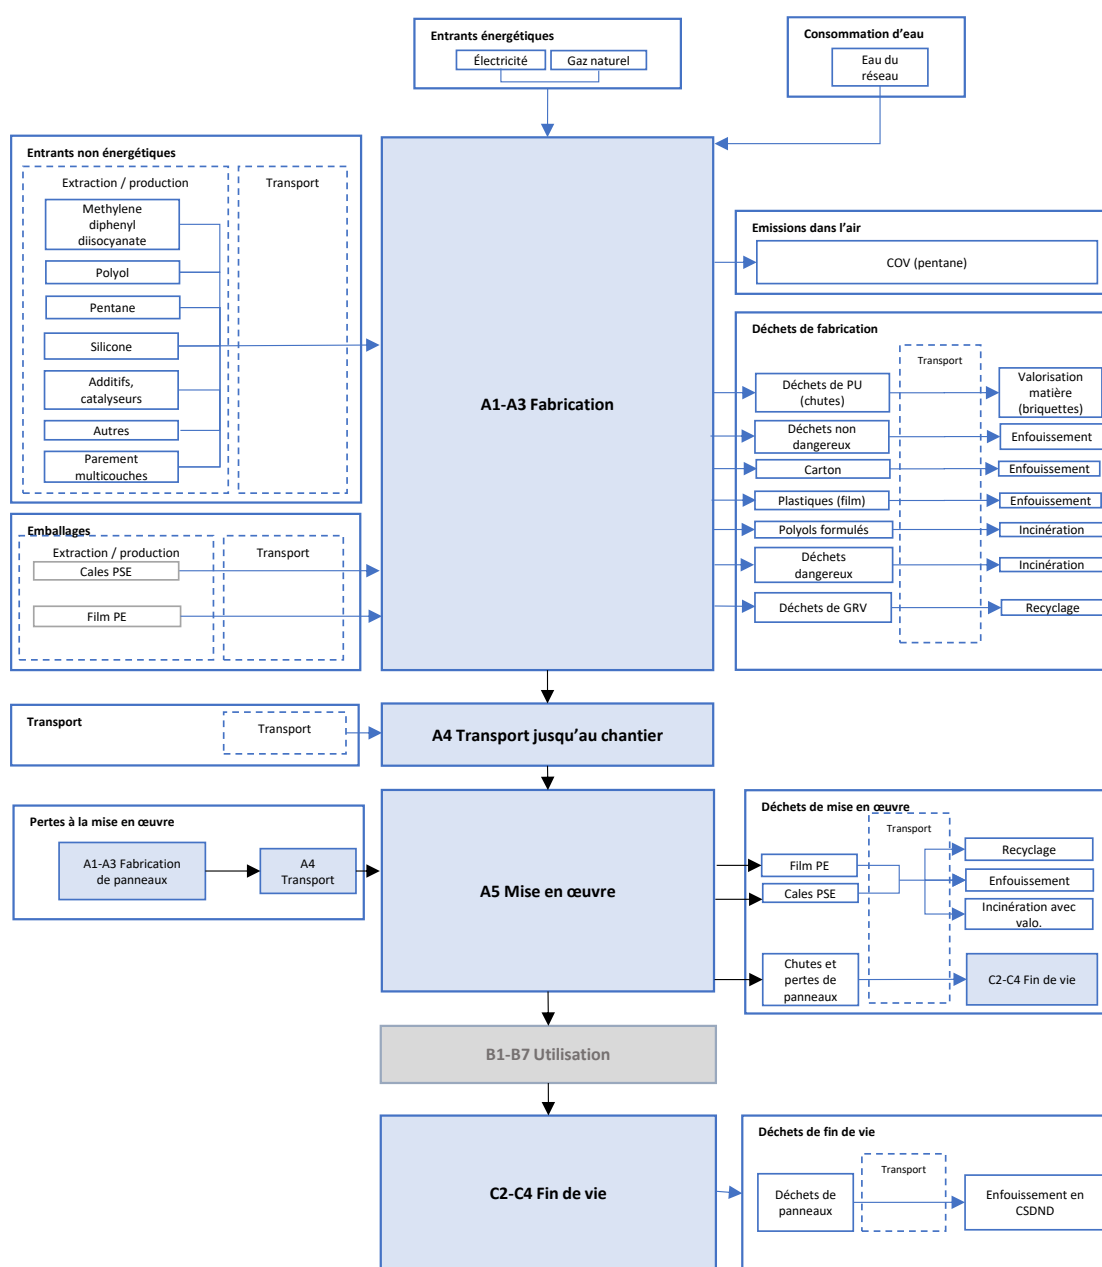 Entrants énergétiques
Électricité
Gaz naturel
Consommation d'eau
Eau du
réseau
Entrants non énergétiques
Extraction / production
Transport
Methylene
diphenyl
diisocyanate
Polyol
Pentane
Silicone
Additifs,
catalyseurs
Autres
Parement
multicouches
Emballages
Extraction / production
Transport
Cales PSE
Film PE
A1-A3 Fabrication
Emissions dans l'air
COV (pentane)
Déchets de fabrication
Transport
Déchets de PU
(chutes)
Valorisation
matière
(briquettes)
Déchets non
dangereux
Enfouissement
Carton
Enfouissement
Plastiques (film)
Enfouissement
Polyols formulés
Incinération
Déchets
dangereux
Incinération
Déchets de GRV
Recyclage
Transport
Transport
A4 Transport jusqu'au chantier
Pertes à la mise en œuvre
A1-A3 Fabrication
de panneaux
A4
Transport
A5 Mise en œuvre
Déchets de mise en œuvre
Transport
Film PE
Cales PSE
Recyclage
Enfouissement
Incinération avec
valo.
Chutes et
pertes de
panneaux
C2-C4 Fin de vie
B1-B7 Utilisation
C2-C4 Fin de vie
Déchets de fin de vie
Transport
Déchets de
panneaux
Enfouissement en
CSDND